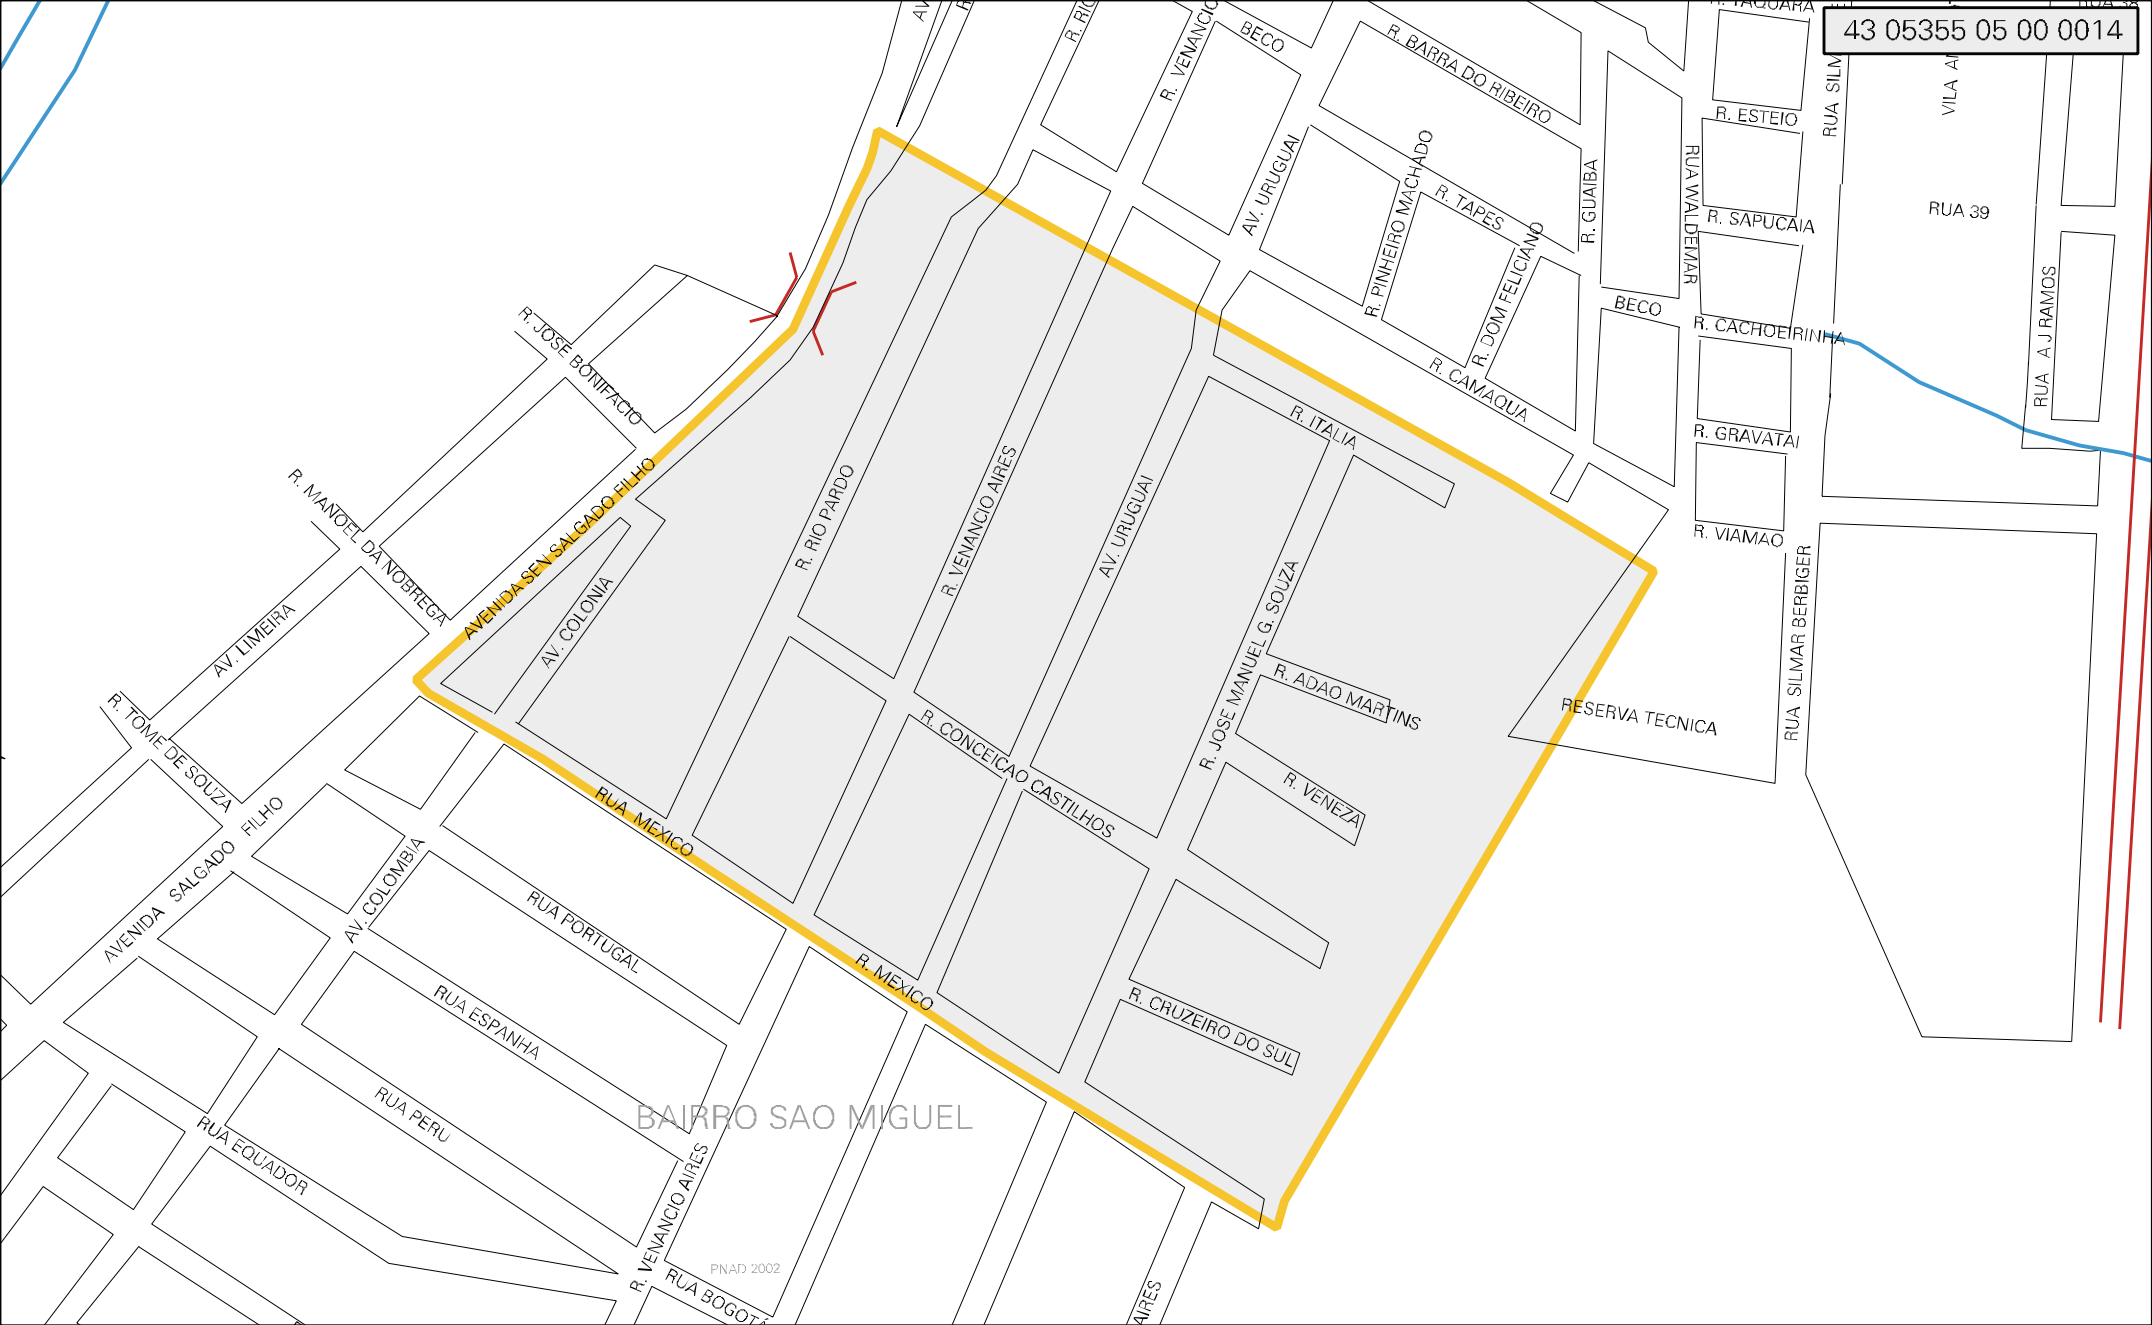 R. TAQUARA
RUA 38
43 05355 05 00 0014
AV.
R. VENANCIO
BECO
R. BARRA DO RIBEIRO
R. ESTEIO
RUA SILM
R. PINHEIRO MACHADO
AV. URUGUAI
R. TAPES
R. GUAIBA
RUA WALDEMAR
R. SAPUCAIA
RUA 39
R. DOM FELICIANO
BECO
R. CACHOEIRINHA
RUA A J RAMOS
R. JOSE BONIFACIO
R. CAMAQUA
R. ITALIA
R. GRAVATAI
R. MANOEL DA NOBREGA
AVENIDA SEN SALGADO FILHO
R. RIO PARDO
R. VENANCIO AIRES
AV. URUGUAI
R. VIAMAO
AV. COLONIA
R. JOSE MANUEL G. SOUZA
RUA SILMAR BERBIGER
AV. LIMEIRA
R. ADAO MARTINS
RESERVA TECNICA
R. TOME DE SOUZA
R. CONCEICAO CASTILHOS
R. VENEZA
RUA MEXICO
AVENIDA SALGADO FILHO
AV. COLOMBIA
RUA PORTUGAL
R. MEXICO
RUA ESPANHA
R. CRUZEIRO DO SUL
RUA PERU
BAIRRO SAO MIGUEL
RUA EQUADOR
R. VENANCIO AIRES
PNAD 2002
RUA BOGOTÁ
AIRES